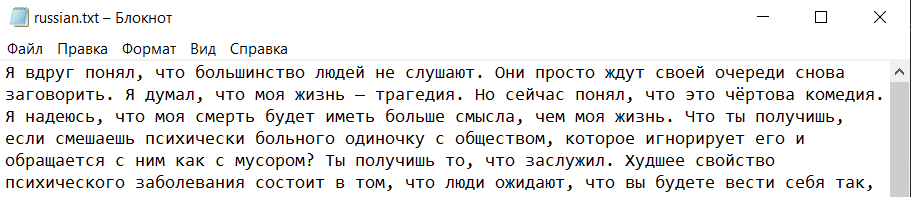 russian.txt – Блокнот
Файл Правка Формат Вид Справка
Я вдруг понял, что большинство людей не слушают. Они просто ждут своей очереди снова
заговорить. Я думал, что моя жизнь – трагедия. Но сейчас понял, что это чёртова комедия.
Я надеюсь, что моя смерть будет иметь больше смысла, чем моя жизнь. Что ты получишь,
если смешаешь психически больного одиночку с обществом, которое игнорирует его и
обращается с ним как с мусором? Ты получишь то, что заслужил. Худшее свойство
психического заболевания состоит в том, что люди ожидают, что вы будете вести себя так,